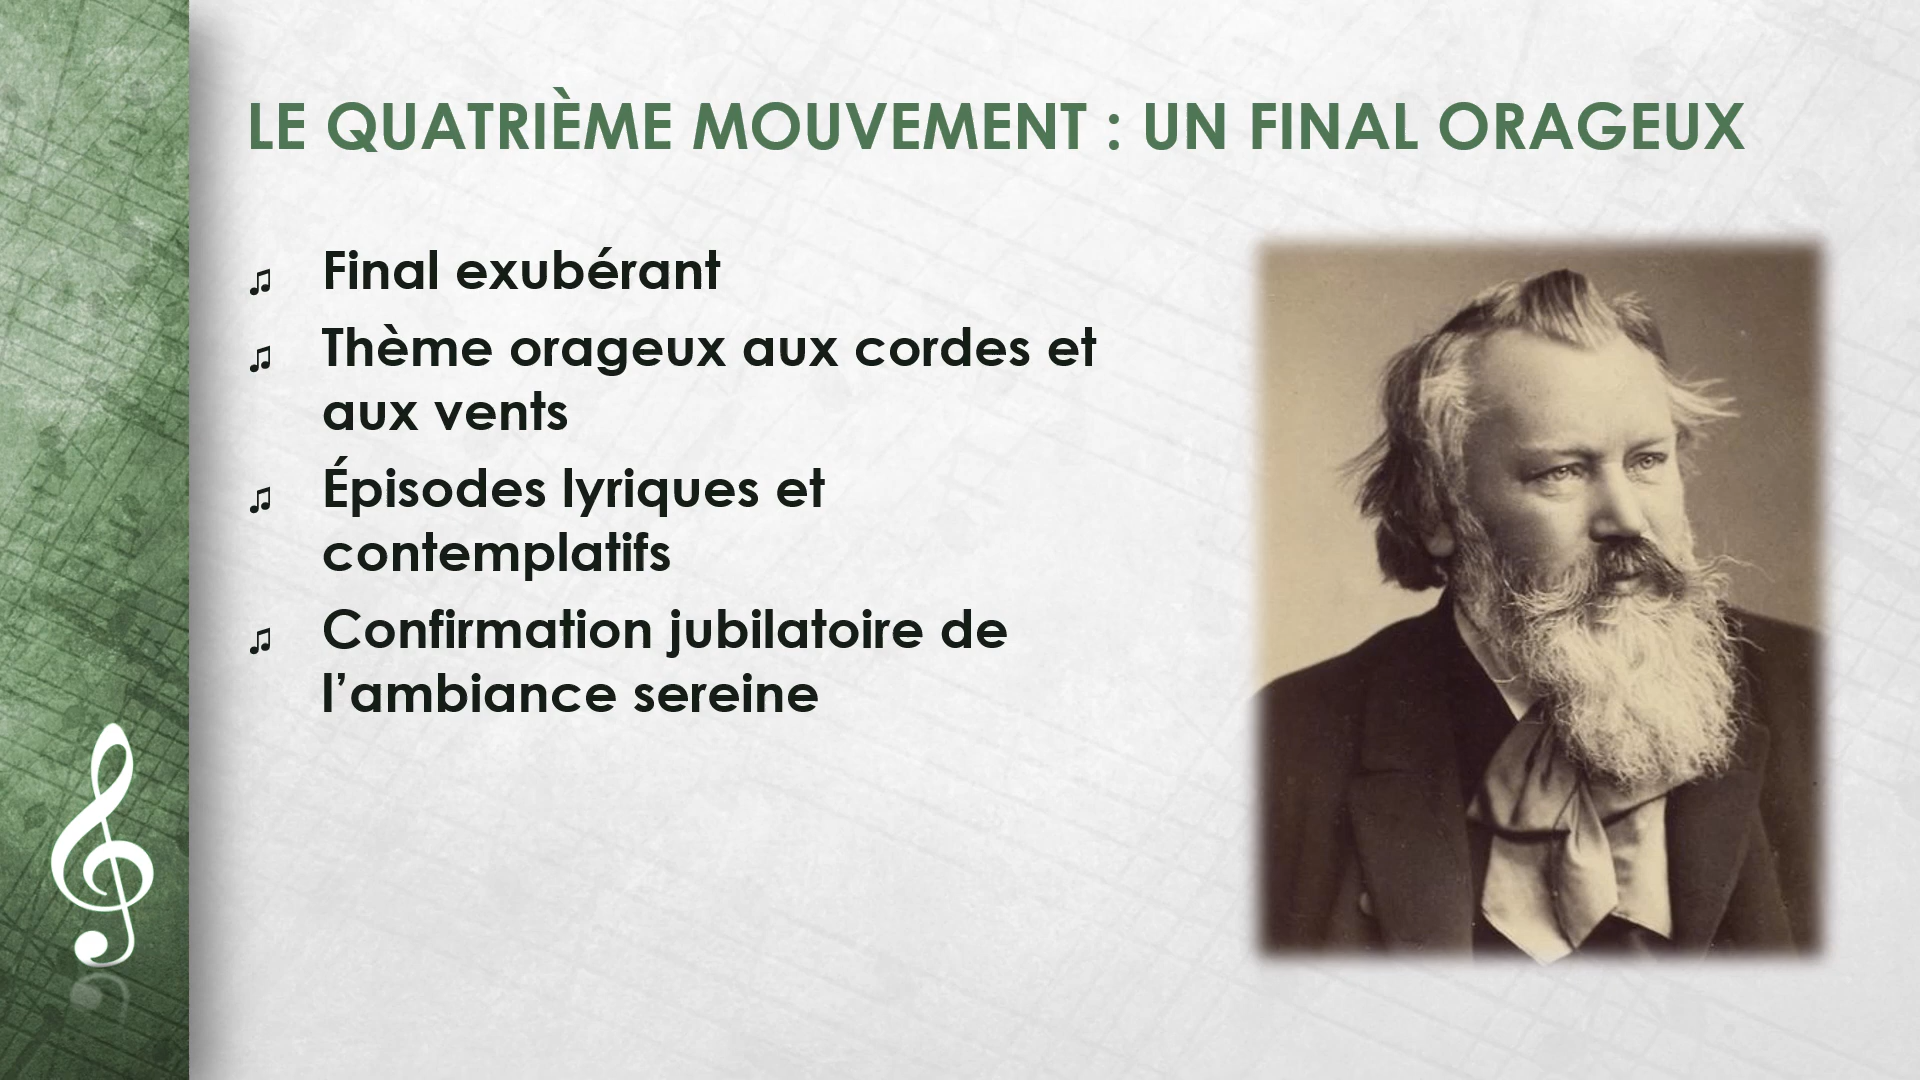 LE QUATRIÈME MOUVEMENT : UN FINAL ORAGEUX
♫ Final exubérant
♫ Thème orageux aux cordes et
aux vents
♫ Épisodes lyriques et
contemplatifs
♫ Confirmation jubilatoire de
l’ambiance sereine